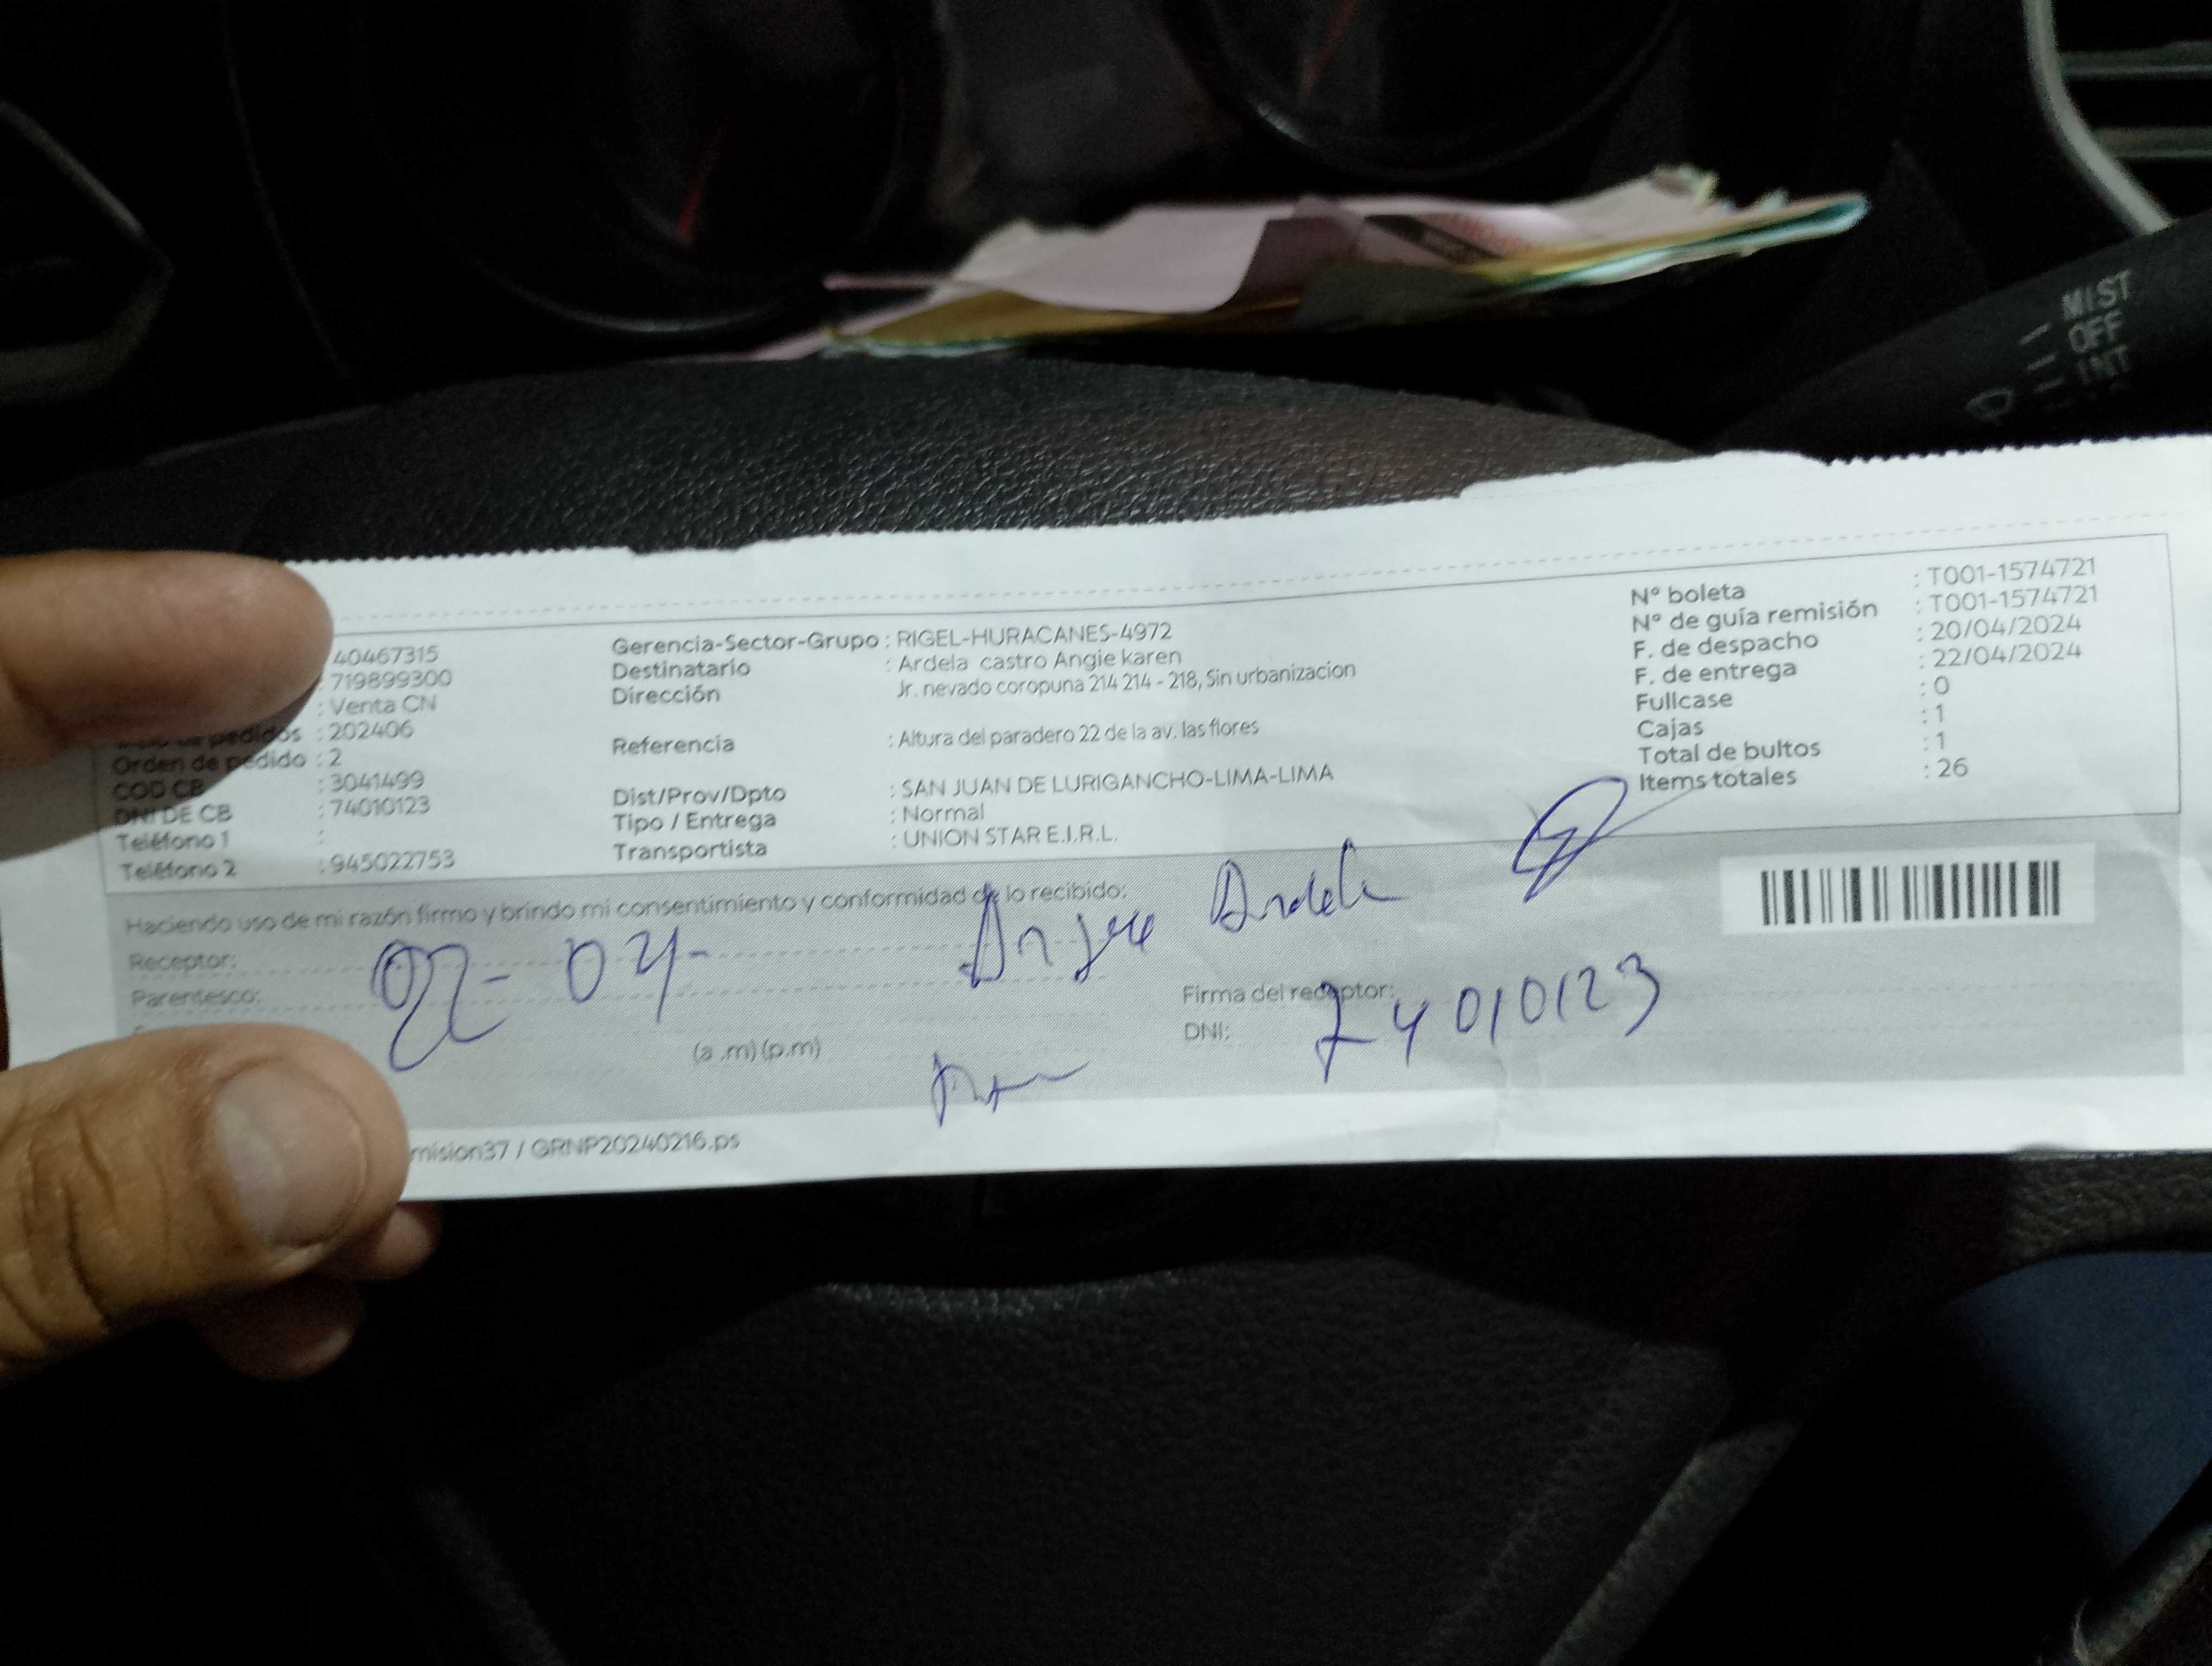 MIST
OFF
INT
40467315
719899300
: Venta CN
pedidos : 202406
Orden de pedido : 2
COD CB : 3041499
DNI DE CB : 74010123
Teléfono 1 :
Teléfono 2 : 945022753
Gerencia-Sector-Grupo : RIGEL-HURACANES-4972
Destinatario : Ardela castro Angie karen
Dirección Jr. nevado coropuna 214 214 - 218, Sin urbanizacion
Referencia : Altura del paradero 22 de la av. las flores
Dist/Prov/Dpto : SAN JUAN DE LURIGANCHO-LIMA-LIMA
Tipo / Entrega : Normal
Transportista : UNION STAR E.I.R.L.
N° boleta : T001-1574721
N° de guía remisión : T001-1574721
F. de despacho : 20/04/2024
F. de entrega : 22/04/2024
Fullcase : 0
Cajas : 1
Total de bultos : 1
Items totales : 26
Haciendo uso de mi razón firmo y brindo mi consentimiento y conformidad de lo recibido:
Receptor: Angie Ardela
Parentesco:
22- 04-
(a .m) (p.m)
Firma del receptor:
DNI: 74010123
mision37 / GRNP20240216.ps